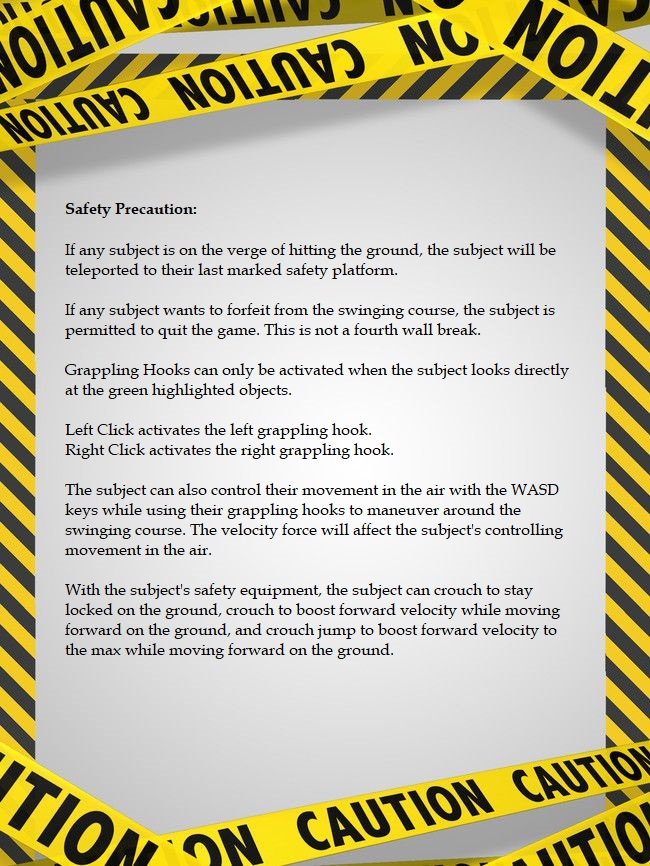 CAUTION
CAUTION
CAUTION
CAUTION
Safety Precaution:
If any subject is on the verge of hitting the ground, the subject will be
teleported to their last marked safety platform.
If any subject wants to forfeit from the swinging course, the subject is
permitted to quit the game. This is not a fourth wall break.
Grappling Hooks can only be activated when the subject looks directly
at the green highlighted objects.
Left Click activates the left grappling hook.
Right Click activates the right grappling hook.
The subject can also control their movement in the air with the WASD
keys while using their grappling hooks to maneuver around the
swinging course. The velocity force will affect the subject's controlling
movement in the air.
With the subject's safety equipment, the subject can crouch to stay
locked on the ground, crouch to boost forward velocity while moving
forward on the ground, and crouch jump to boost forward velocity to
the max while moving forward on the ground.
CAUTION
CAUTION